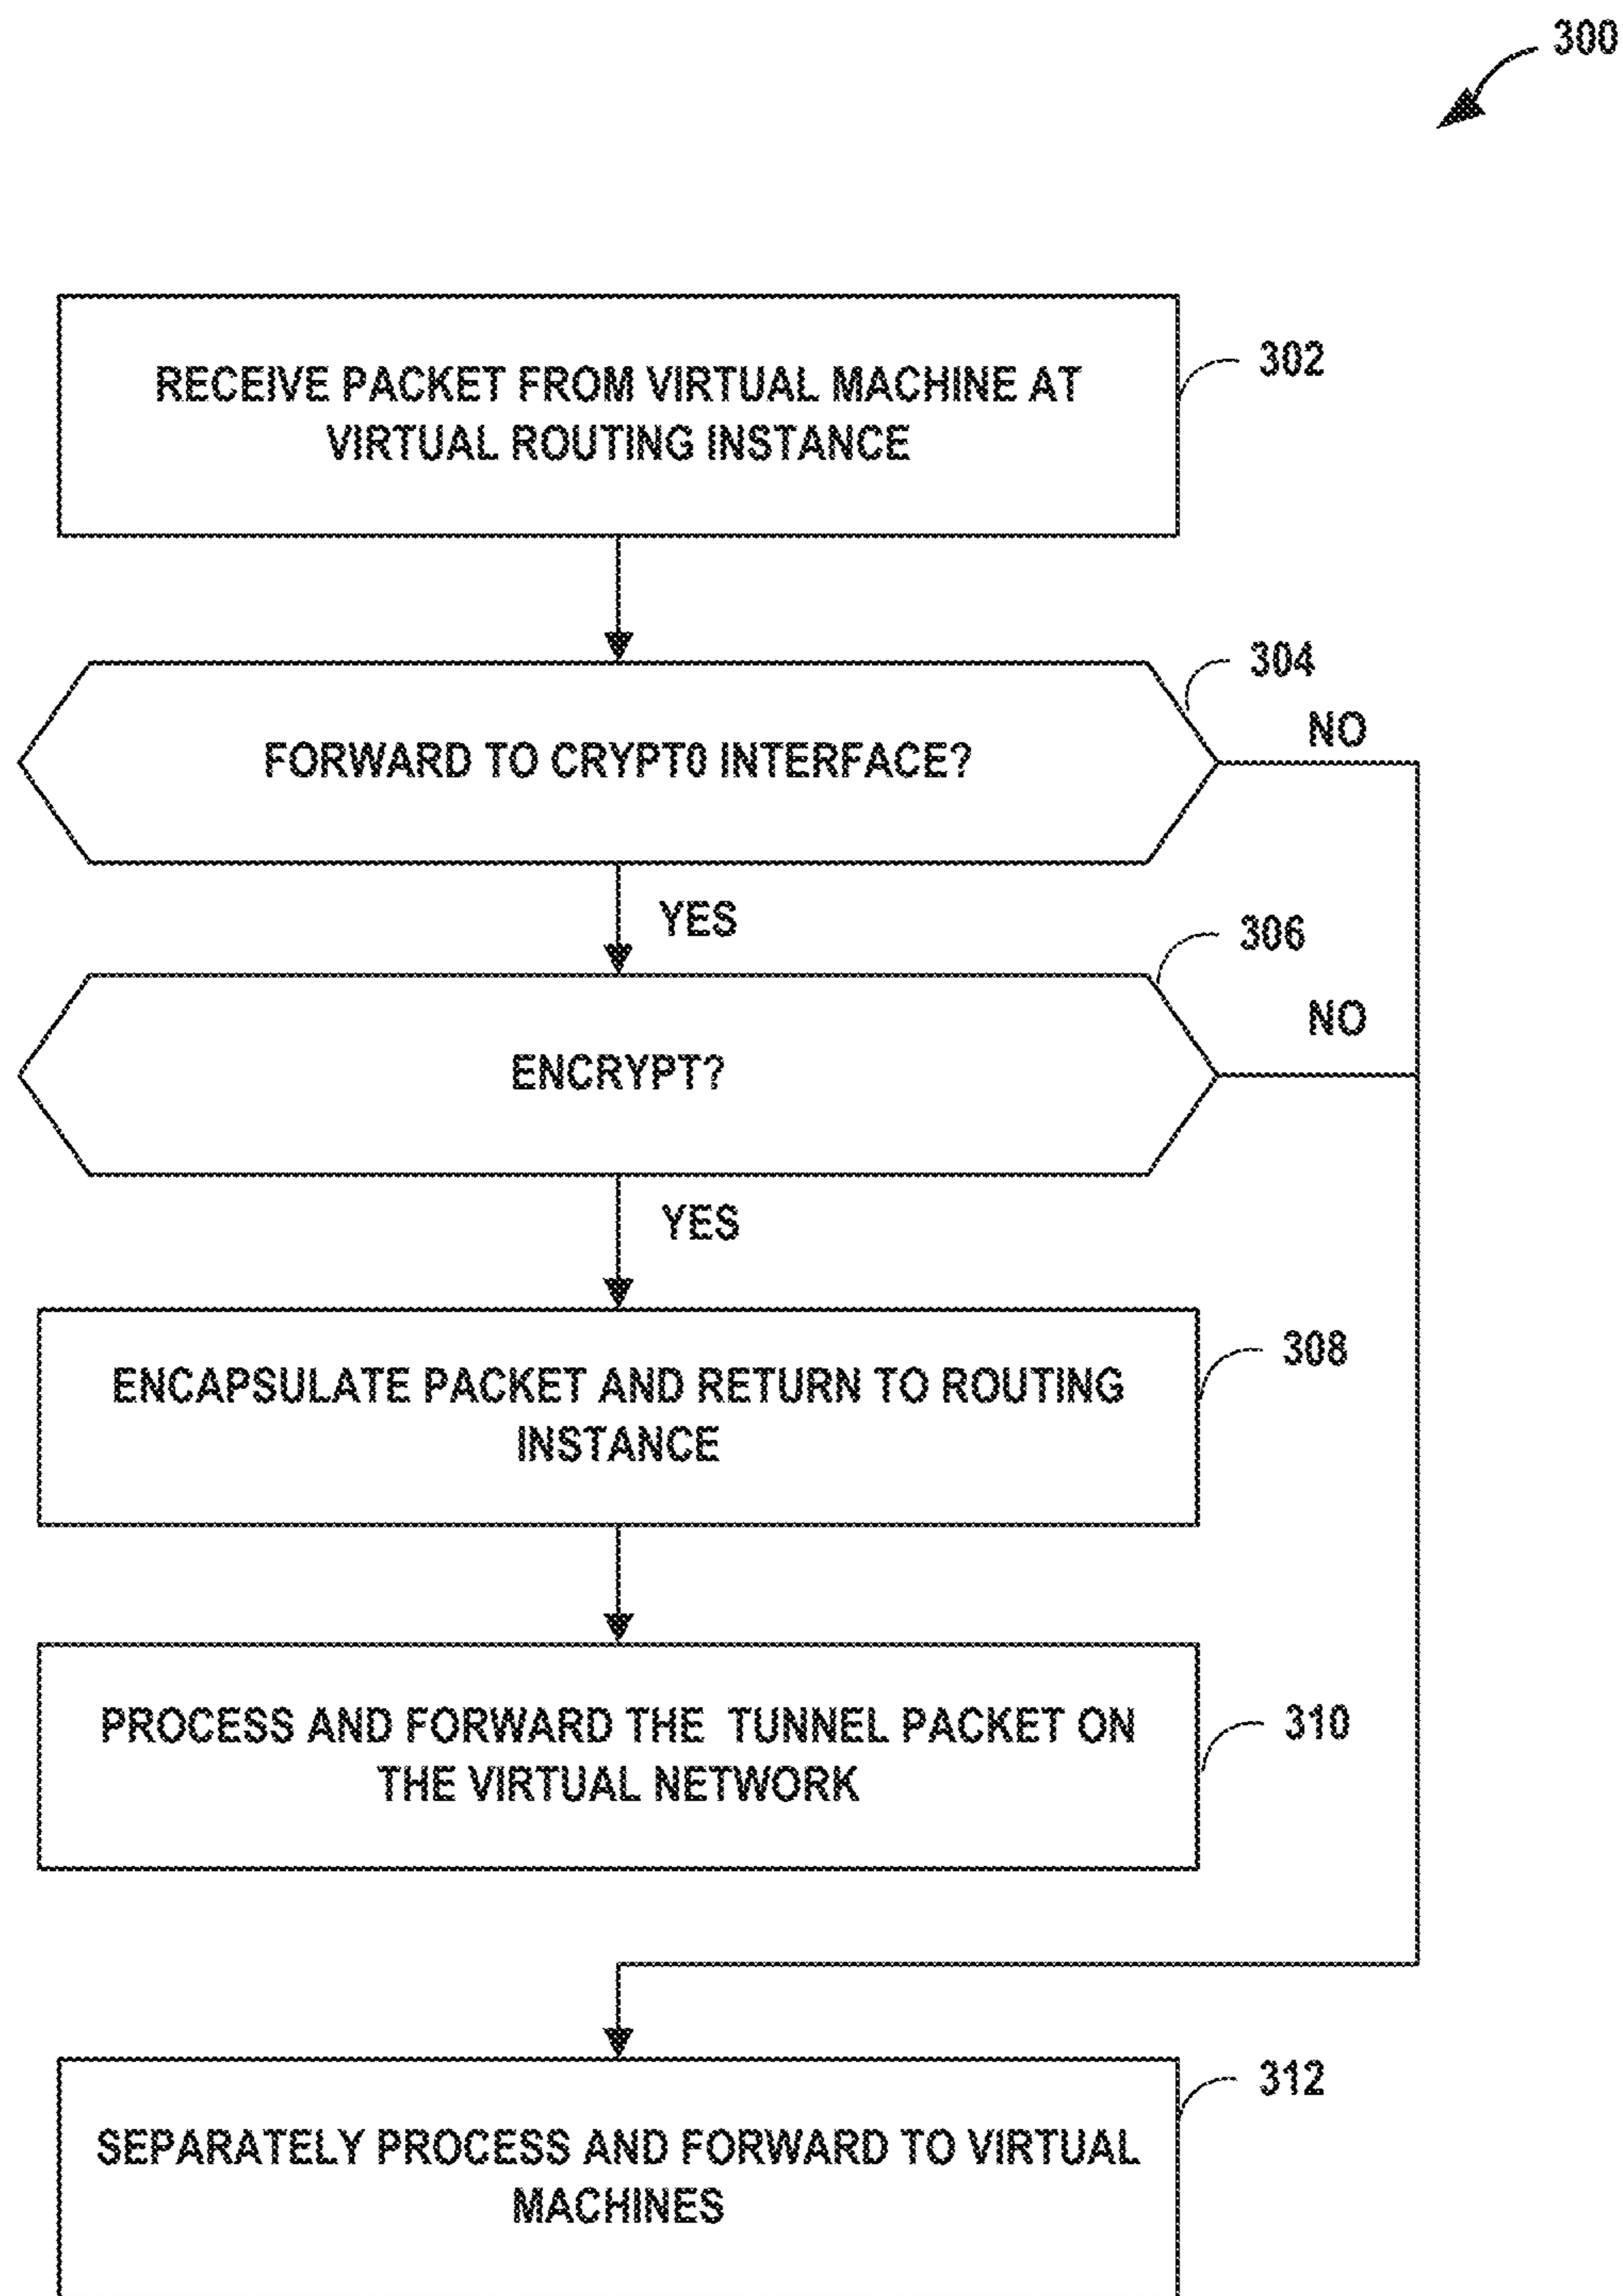 300
RECEIVE PACKET FROM VIRTUAL MACHINE AT
VIRTUAL ROUTING INSTANCE
302
FORWARD TO CRYPT0 INTERFACE?
304
NO
YES
306
ENCRYPT?
NO
YES
ENCAPSULATE PACKET AND RETURN TO ROUTING
INSTANCE
308
PROCESS AND FORWARD THE TUNNEL PACKET ON
THE VIRTUAL NETWORK
310
312
SEPARATELY PROCESS AND FORWARD TO VIRTUAL
MACHINES